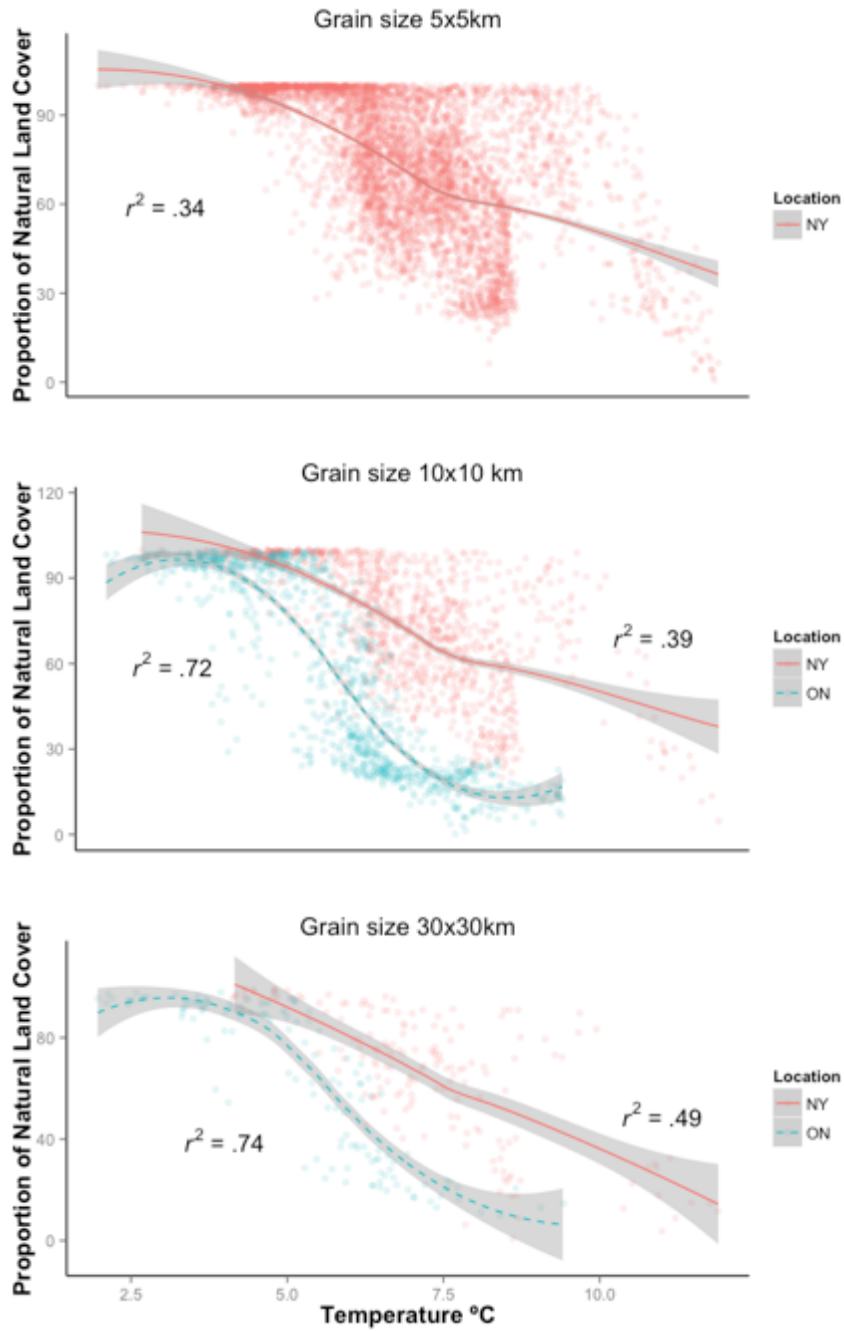 Grain size 5x5km
Proportion of Natural Land Cover
90
60
30
0
r² = .34
Location
NY
Grain size 10x10 km
Proportion of Natural Land Cover
120
90
60
30
0
r² = .72
r² = .39
Location
NY
ON
Grain size 30x30km
Proportion of Natural Land Cover
80
40
0
r² = .74
r² = .49
Location
NY
ON
2.5 5.0 7.5 10.0
Temperature ºC